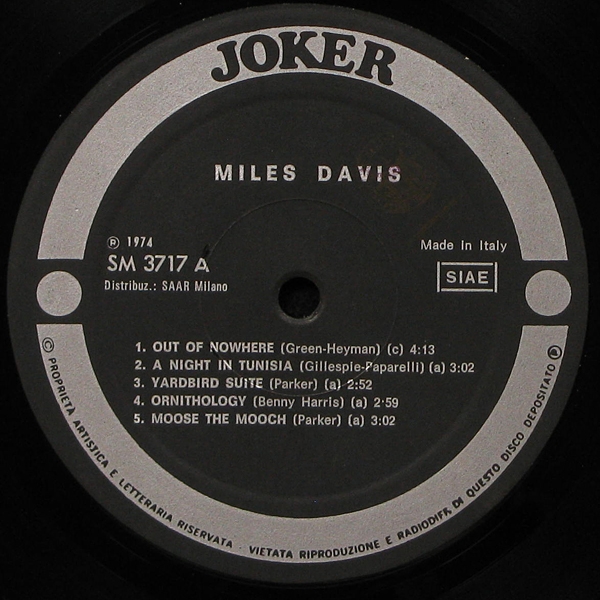 JOKER
MILES DAVIS
Ⓟ 1974
SM 3717 A
Distribuz.: SAAR Milano
Made In Italy
SIAE
1. OUT OF NOWHERE (Green-Heyman) (c) 4:13
2. A NIGHT IN TUNISIA (Gillespie-Paparelli) (a) 3:02
3. YARDBIRD SUITE (Parker) (a) 2:52
4. ORNITHOLOGY (Benny Harris) (a) 2:59
5. MOOSE THE MOOCH (Parker) (a) 3:02
© PROPRIETA ARTISTICA E LETTERARIA RISERVATA - VIETATA RIPRODUZIONE E RADIODIFF. DI QUESTO DISCO DEPOSITATO Ⓟ